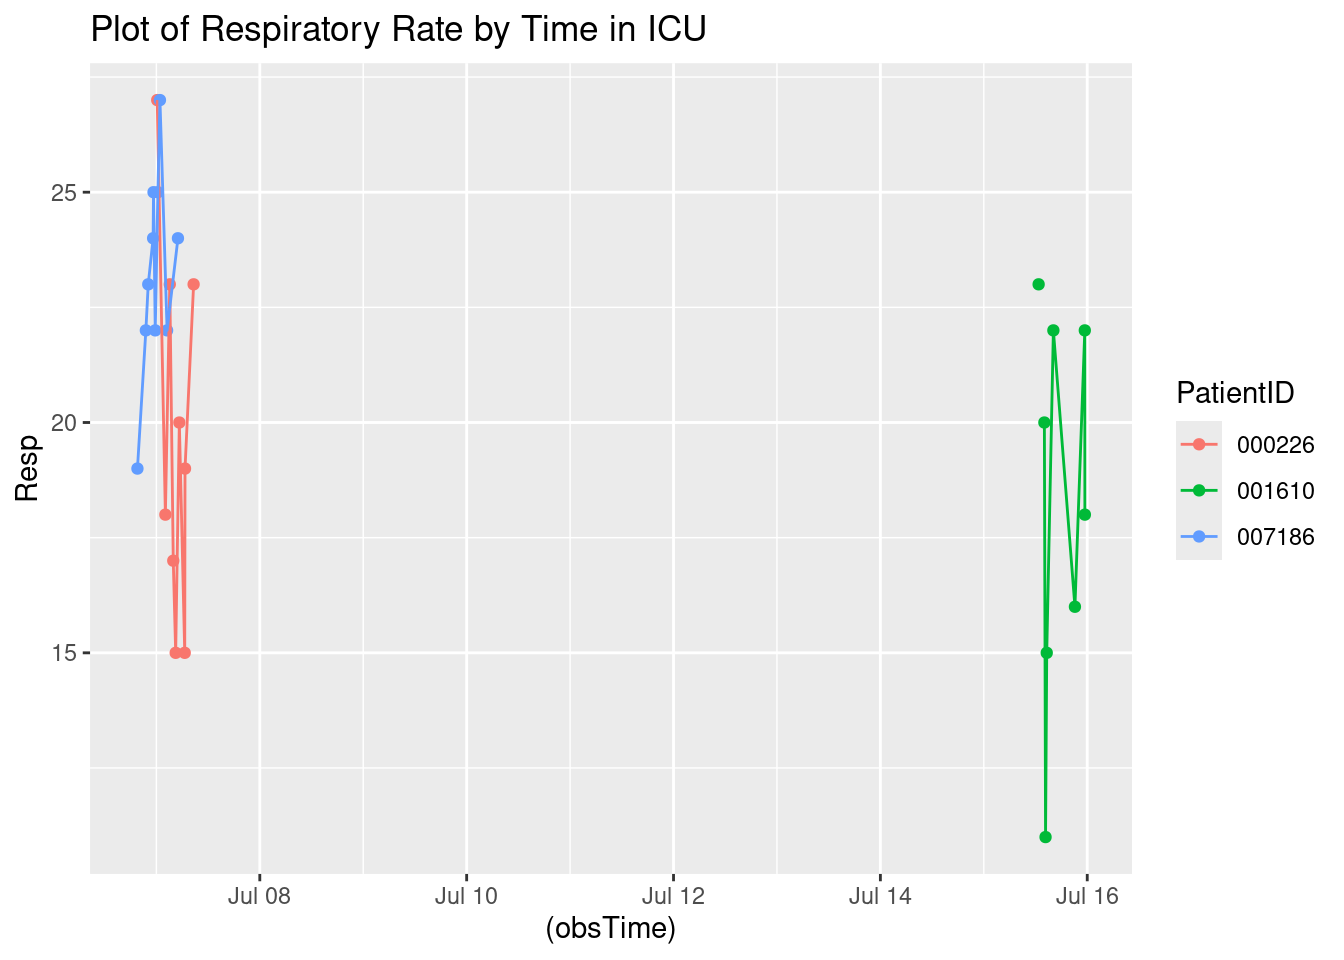 Plot of Respiratory Rate by Time in ICU
25
20
15
Resp
Jul 08
Jul 10
Jul 12
Jul 14
Jul 16
(obsTime)
PatientID
000226
001610
007186